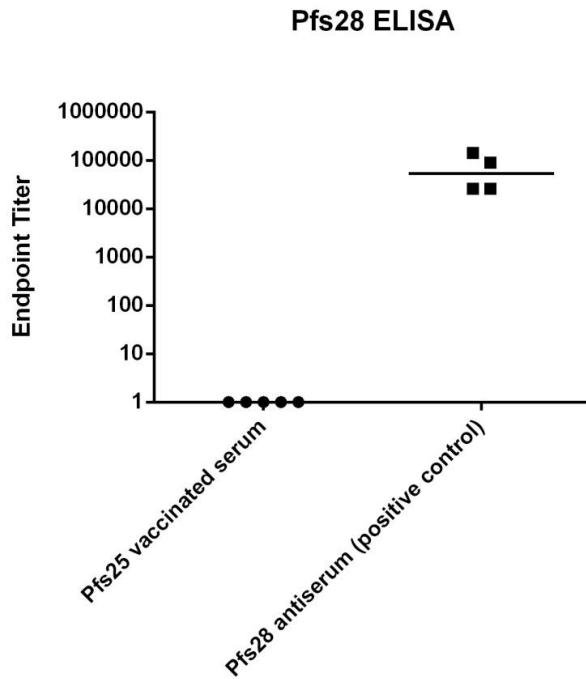 Pfs28 ELISA
Endpoint Titer
1000000
100000
10000
1000
100
10
1
Pfs25 vaccinated serum
Pfs28 antiserum (positive control)